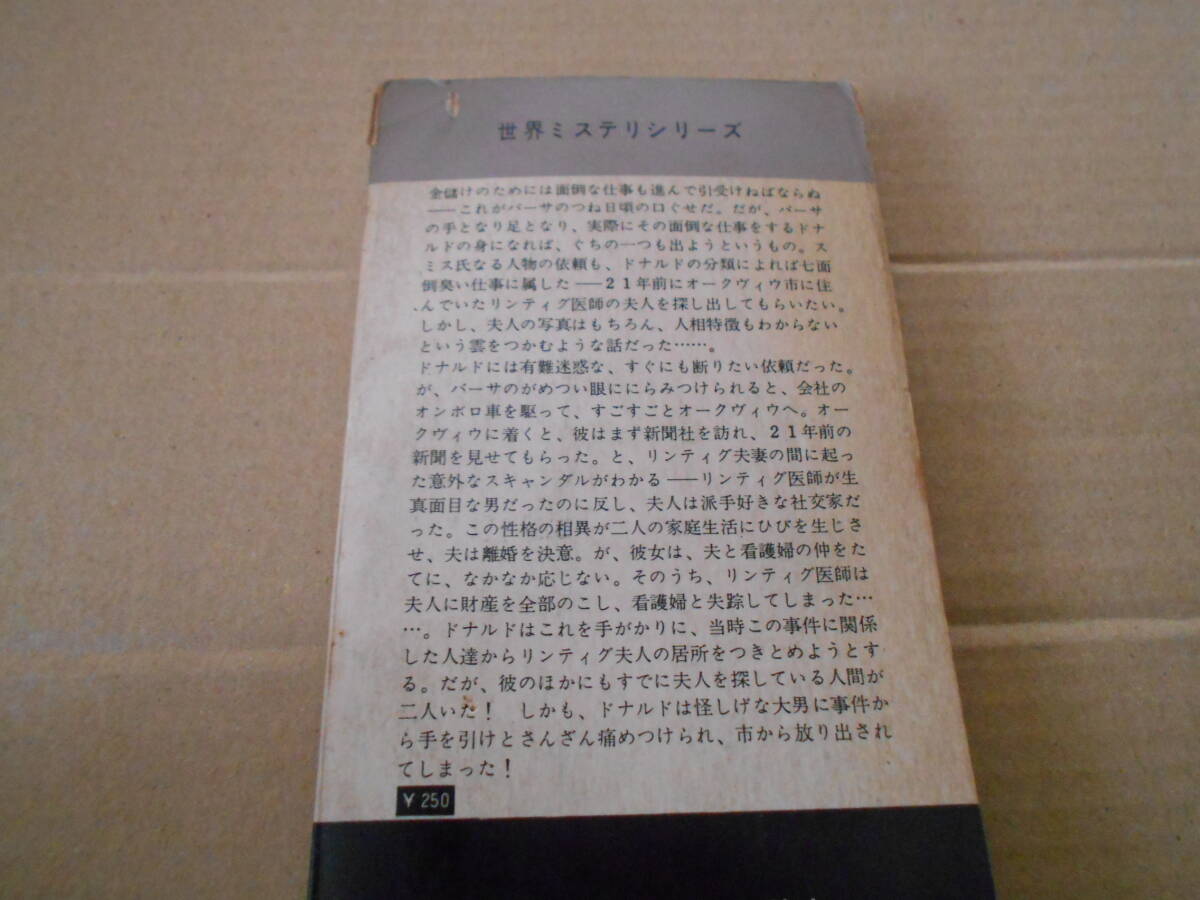 世界ミステリシリーズ
金儲けのためには面倒な仕事も進んで引受けねばならぬ
――これがバーサのつね日頃の口ぐせだ。だが、バーサ
の手となり足となり、実際にその面倒な仕事をするドナ
ルドの身になれば、ぐちの一つも出ようというもの。ス
ミス氏なる人物の依頼も、ドナルドの分類によれば七面
倒臭い仕事に属した――21年前にオークヴィウ市に住
んでいたリンティグ医師の夫人を探し出してもらいたい。
しかし、夫人の写真はもちろん、人相特徴もわからない
という雲をつかむような話だった……。
ドナルドには有難迷惑な、すぐにも断りたい依頼だった。
が、バーサのがめつい眼ににらみつけられると、会社の
オンボロ車を駆って、すごすごとオークヴィウへ。オー
クヴィウに着くと、彼はまず新聞社を訪れ、21年前の
新聞を見せてもらった。と、リンティグ夫妻の間に起っ
た意外なスキャンダルがわかる――リンティグ医師が生
真面目な男だったのに反し、夫人は派手好きな社交家だ
った。この性格の相異が二人の家庭生活にひびを生じさ
せ、夫は離婚を決意。が、彼女は、夫と看護婦の仲をた
てに、なかなか応じない。そのうち、リンティグ医師は
夫人に財産を全部のこし、看護婦と失踪してしまった…
…。ドナルドはこれを手がかりに、当時この事件に関係
した人達からリンティグ夫人の居所をつきとめようとす
る。だが、彼のほかにもすでに夫人を探している人間が
二人いた！　しかも、ドナルドは怪しげな大男に事件か
ら手を引けとさんざん痛めつけられ、市から放り出され
てしまった！
¥ 250